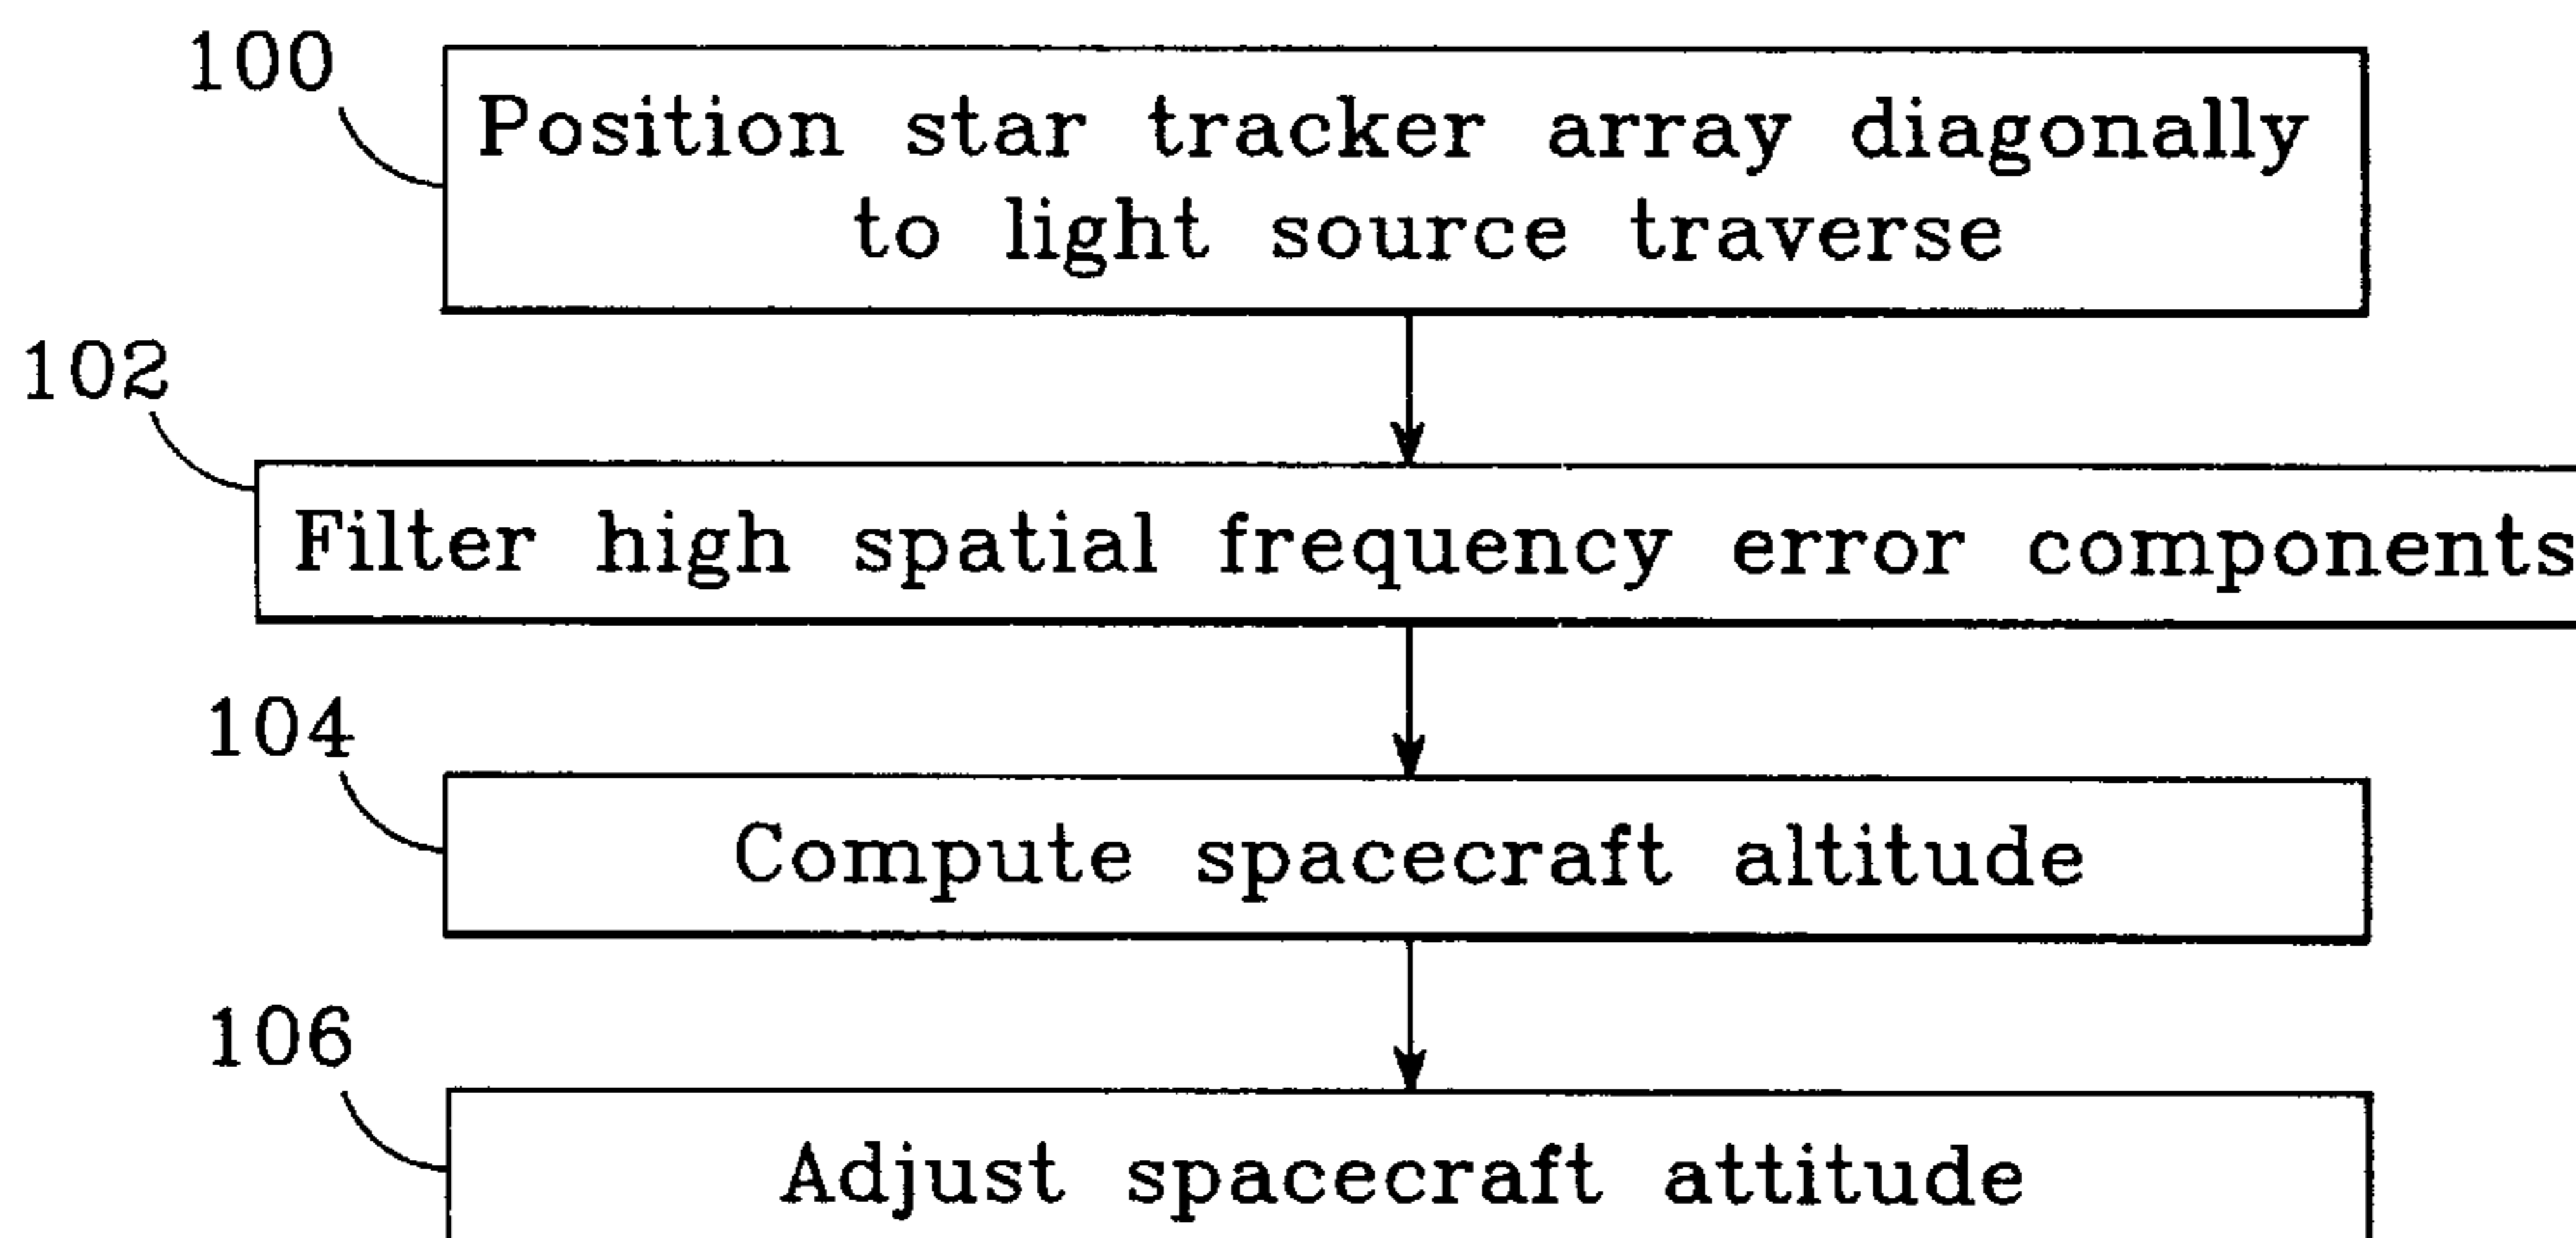 100
Position star tracker array diagonally
to light source traverse
102
Filter high spatial frequency error components
104
Compute spacecraft altitude
106
Adjust spacecraft attitude